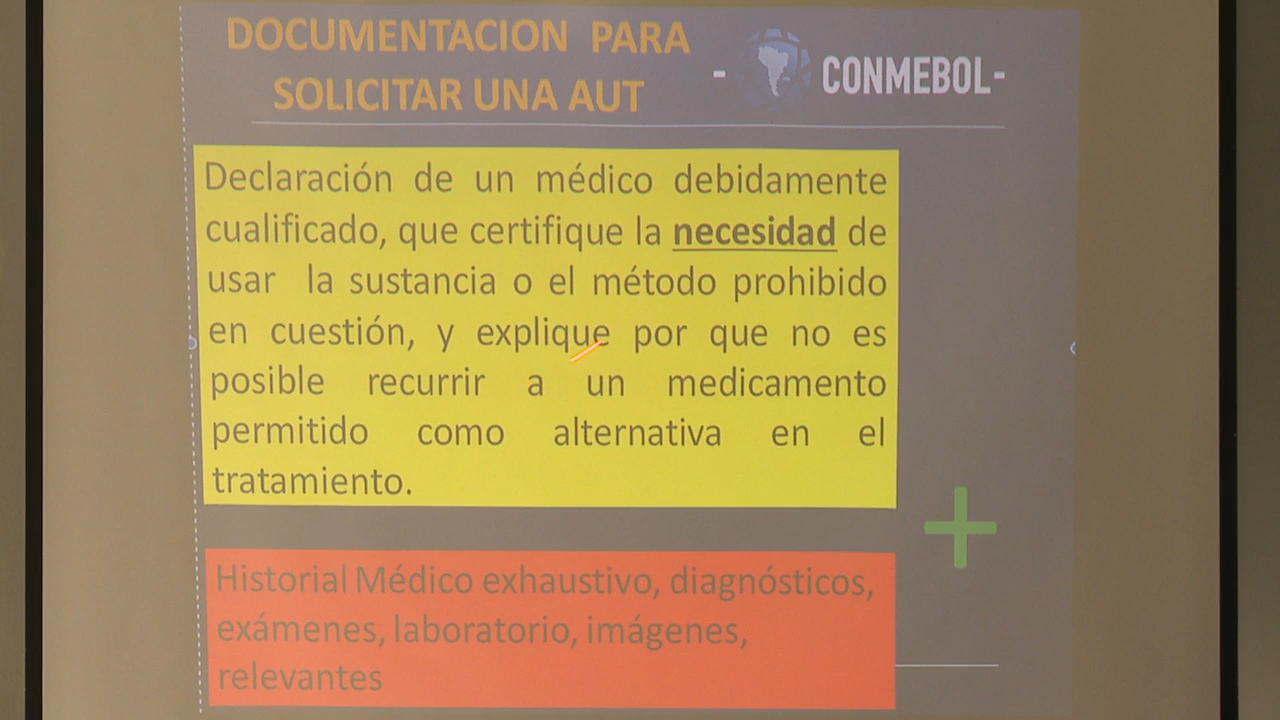 DOCUMENTACION PARA
SOLICITAR UNA AUT
- CONMEBOL-
Declaración de un médico debidamente
cualificado, que certifique la necesidad de
usar la sustancia o el método prohibido
en cuestión, y explique por que no es
posible recurrir a un medicamento
permitido como alternativa en el
tratamiento.
+
Historial Médico exhaustivo, diagnósticos,
exámenes, laboratorio, imágenes,
relevantes